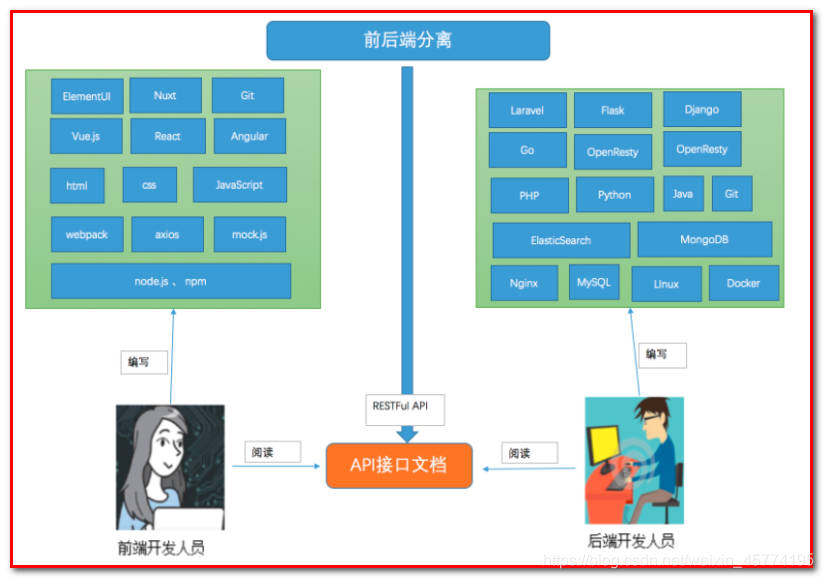 前后端分离
ElementUI
Nuxt
Git
Vue.js
React
Angular
html
css
JavaScript
webpack
axios
mock.js
node.js 、 npm
Laravel
Flask
Django
Go
OpenResty
OpenResty
PHP
Python
Java
Git
ElasticSearch
MongoDB
Nginx
MySQL
LInux
Docker
编写
编写
RESTFul API
阅读
API接口文档
阅读
前端开发人员
后端开发人员
https://blog.csdn.net/weixin_45774195